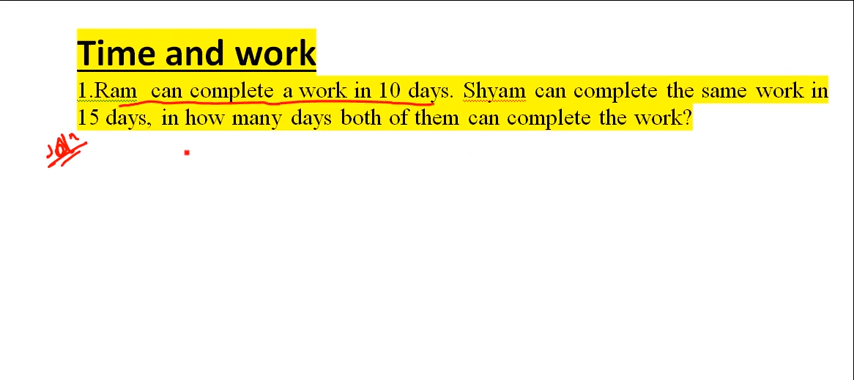 Time and work
1.Ram can complete a work in 10 days. Shyam can complete the same work in
15 days, in how many days both of them can complete the work?